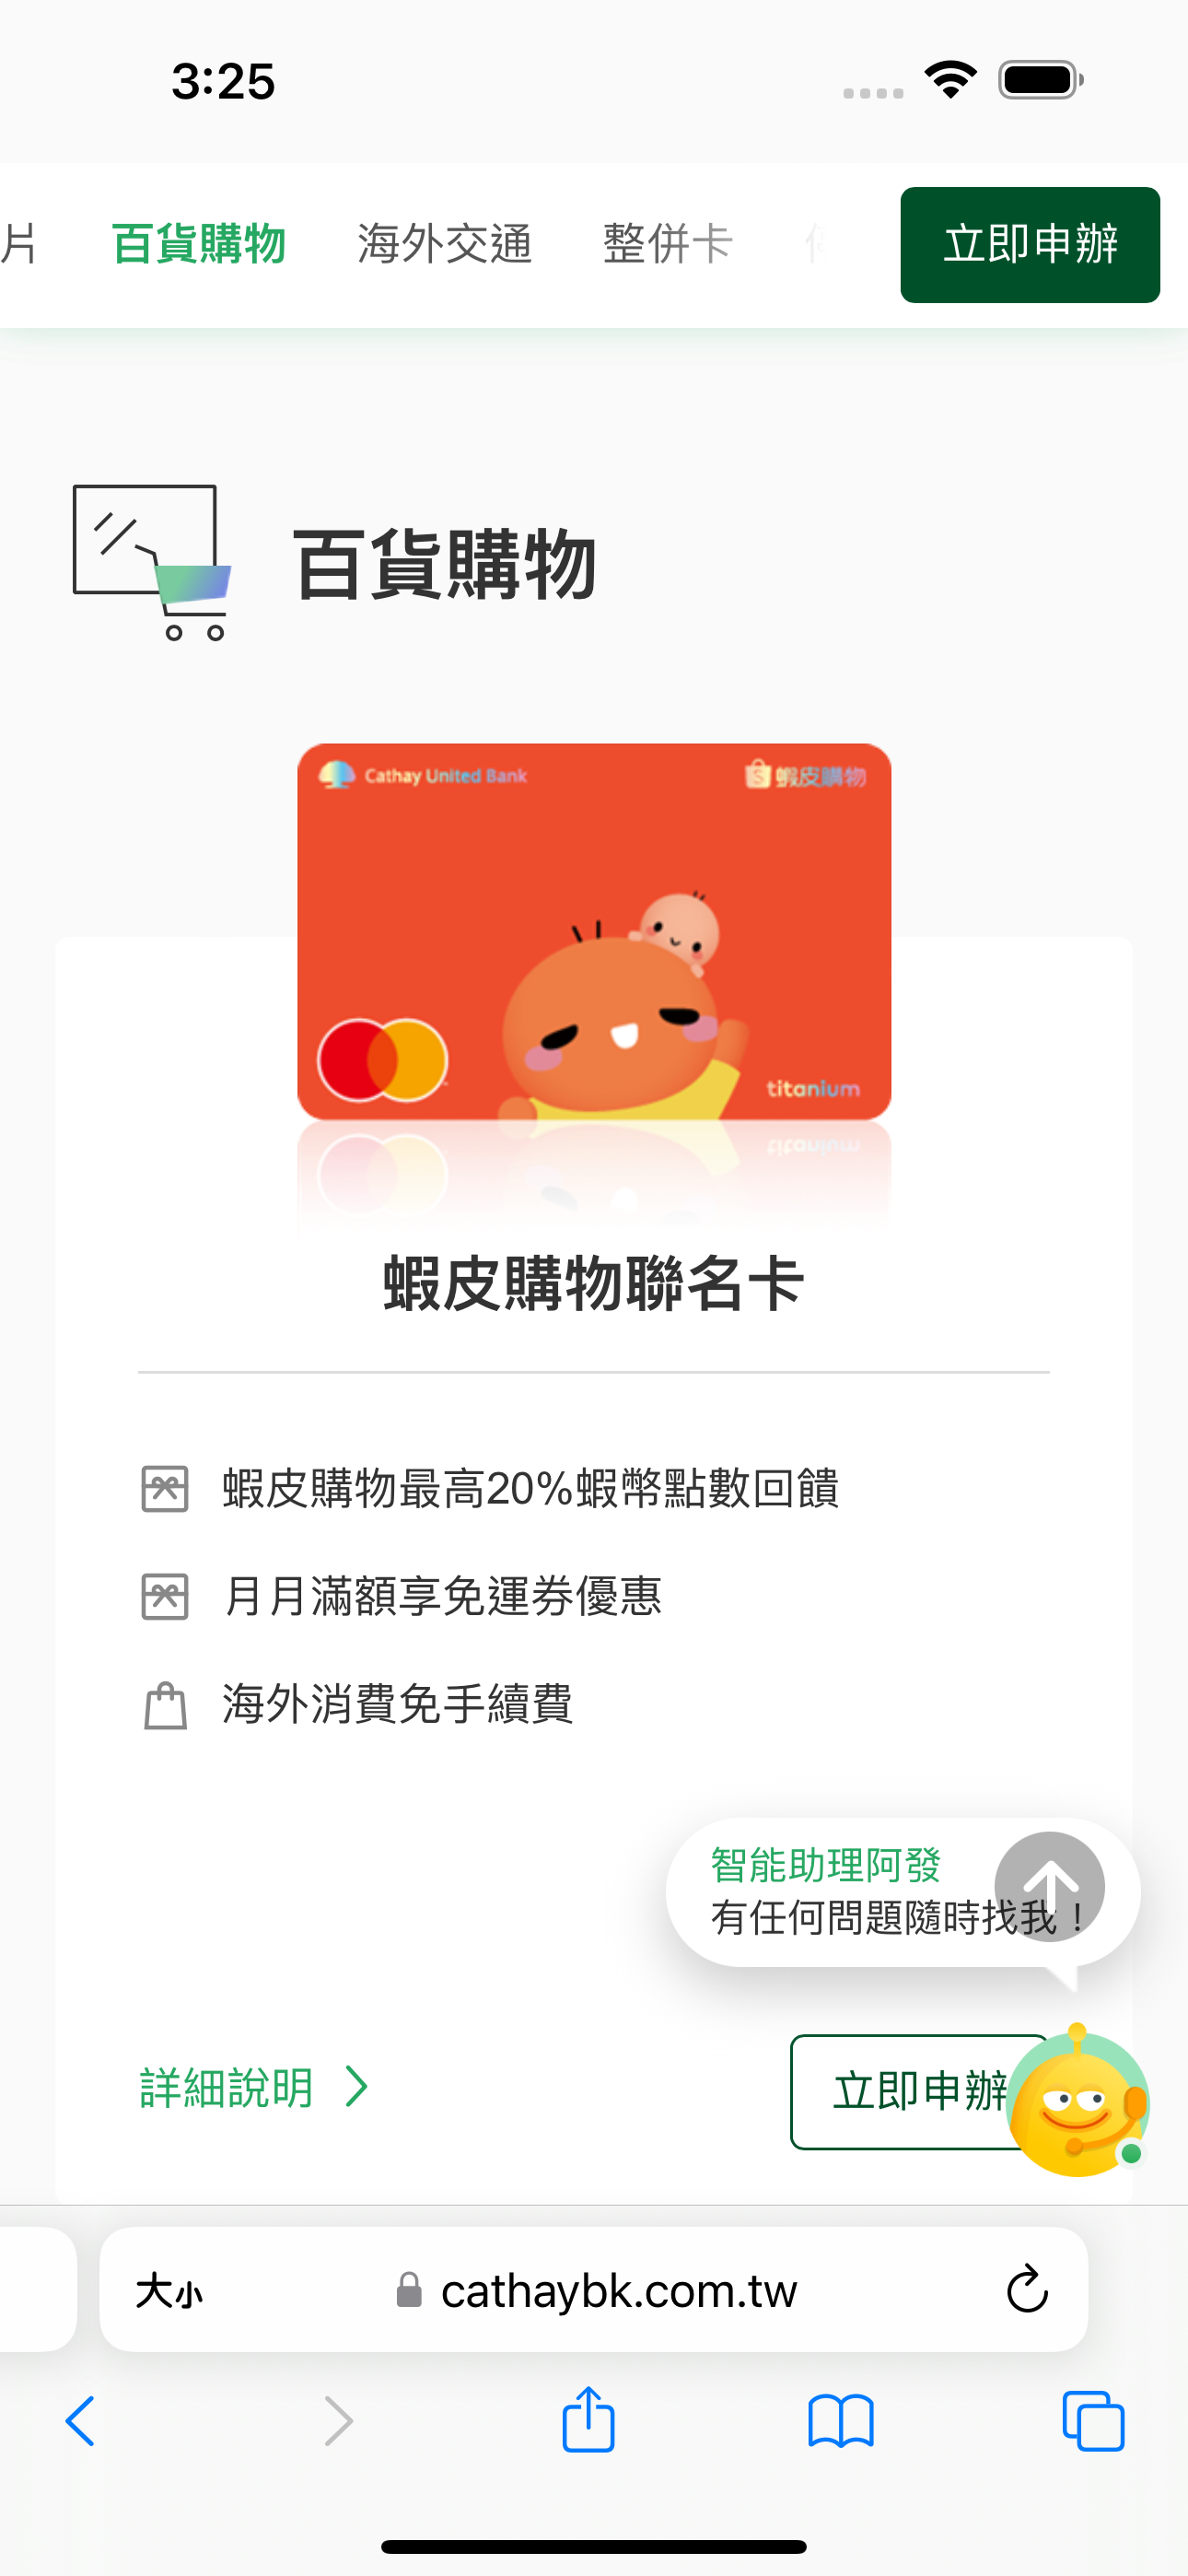 3:25
片 百貨購物 海外交通 整併卡 立即申辦
百貨購物
Cathay United Bank 蝦皮購物
titanium
蝦皮購物聯名卡
蝦皮購物最高20%蝦幣點數回饋
月月滿額享免運券優惠
海外消費免手續費
智能助理阿發
有任何問題隨時找我！
詳細說明 立即申辦
大小 cathaybk.com.tw